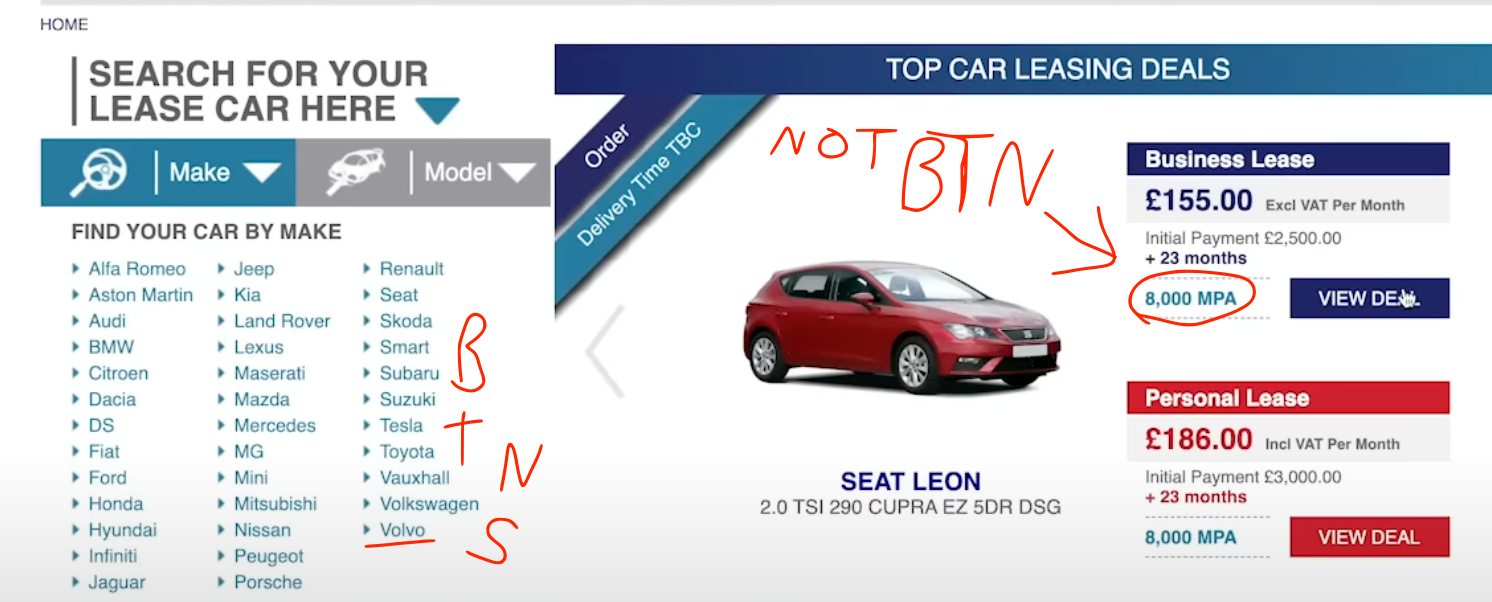 HOME
SEARCH FOR YOUR
LEASE CAR HERE
Make
Model
FIND YOUR CAR BY MAKE
Alfa Romeo
Aston Martin
Audi
BMW
Citroen
Dacia
DS
Fiat
Ford
Honda
Hyundai
Infiniti
Jaguar
Jeep
Kia
Land Rover
Lexus
Maserati
Mazda
Mercedes
MG
Mini
Mitsubishi
Nissan
Peugeot
Porsche
Renault
Seat
Skoda
Smart
Subaru
Suzuki
Tesla
Toyota
Vauxhall
Volkswagen
Volvo
B
T
N
S
TOP CAR LEASING DEALS
Order
Delivery Time TBC
NOT BTN
SEAT LEON
2.0 TSI 290 CUPRA EZ 5DR DSG
Business Lease
£155.00 Excl VAT Per Month
Initial Payment £2,500.00
+ 23 months
8,000 MPA
VIEW DEAL
Personal Lease
£186.00 Incl VAT Per Month
Initial Payment £3,000.00
+ 23 months
8,000 MPA
VIEW DEAL